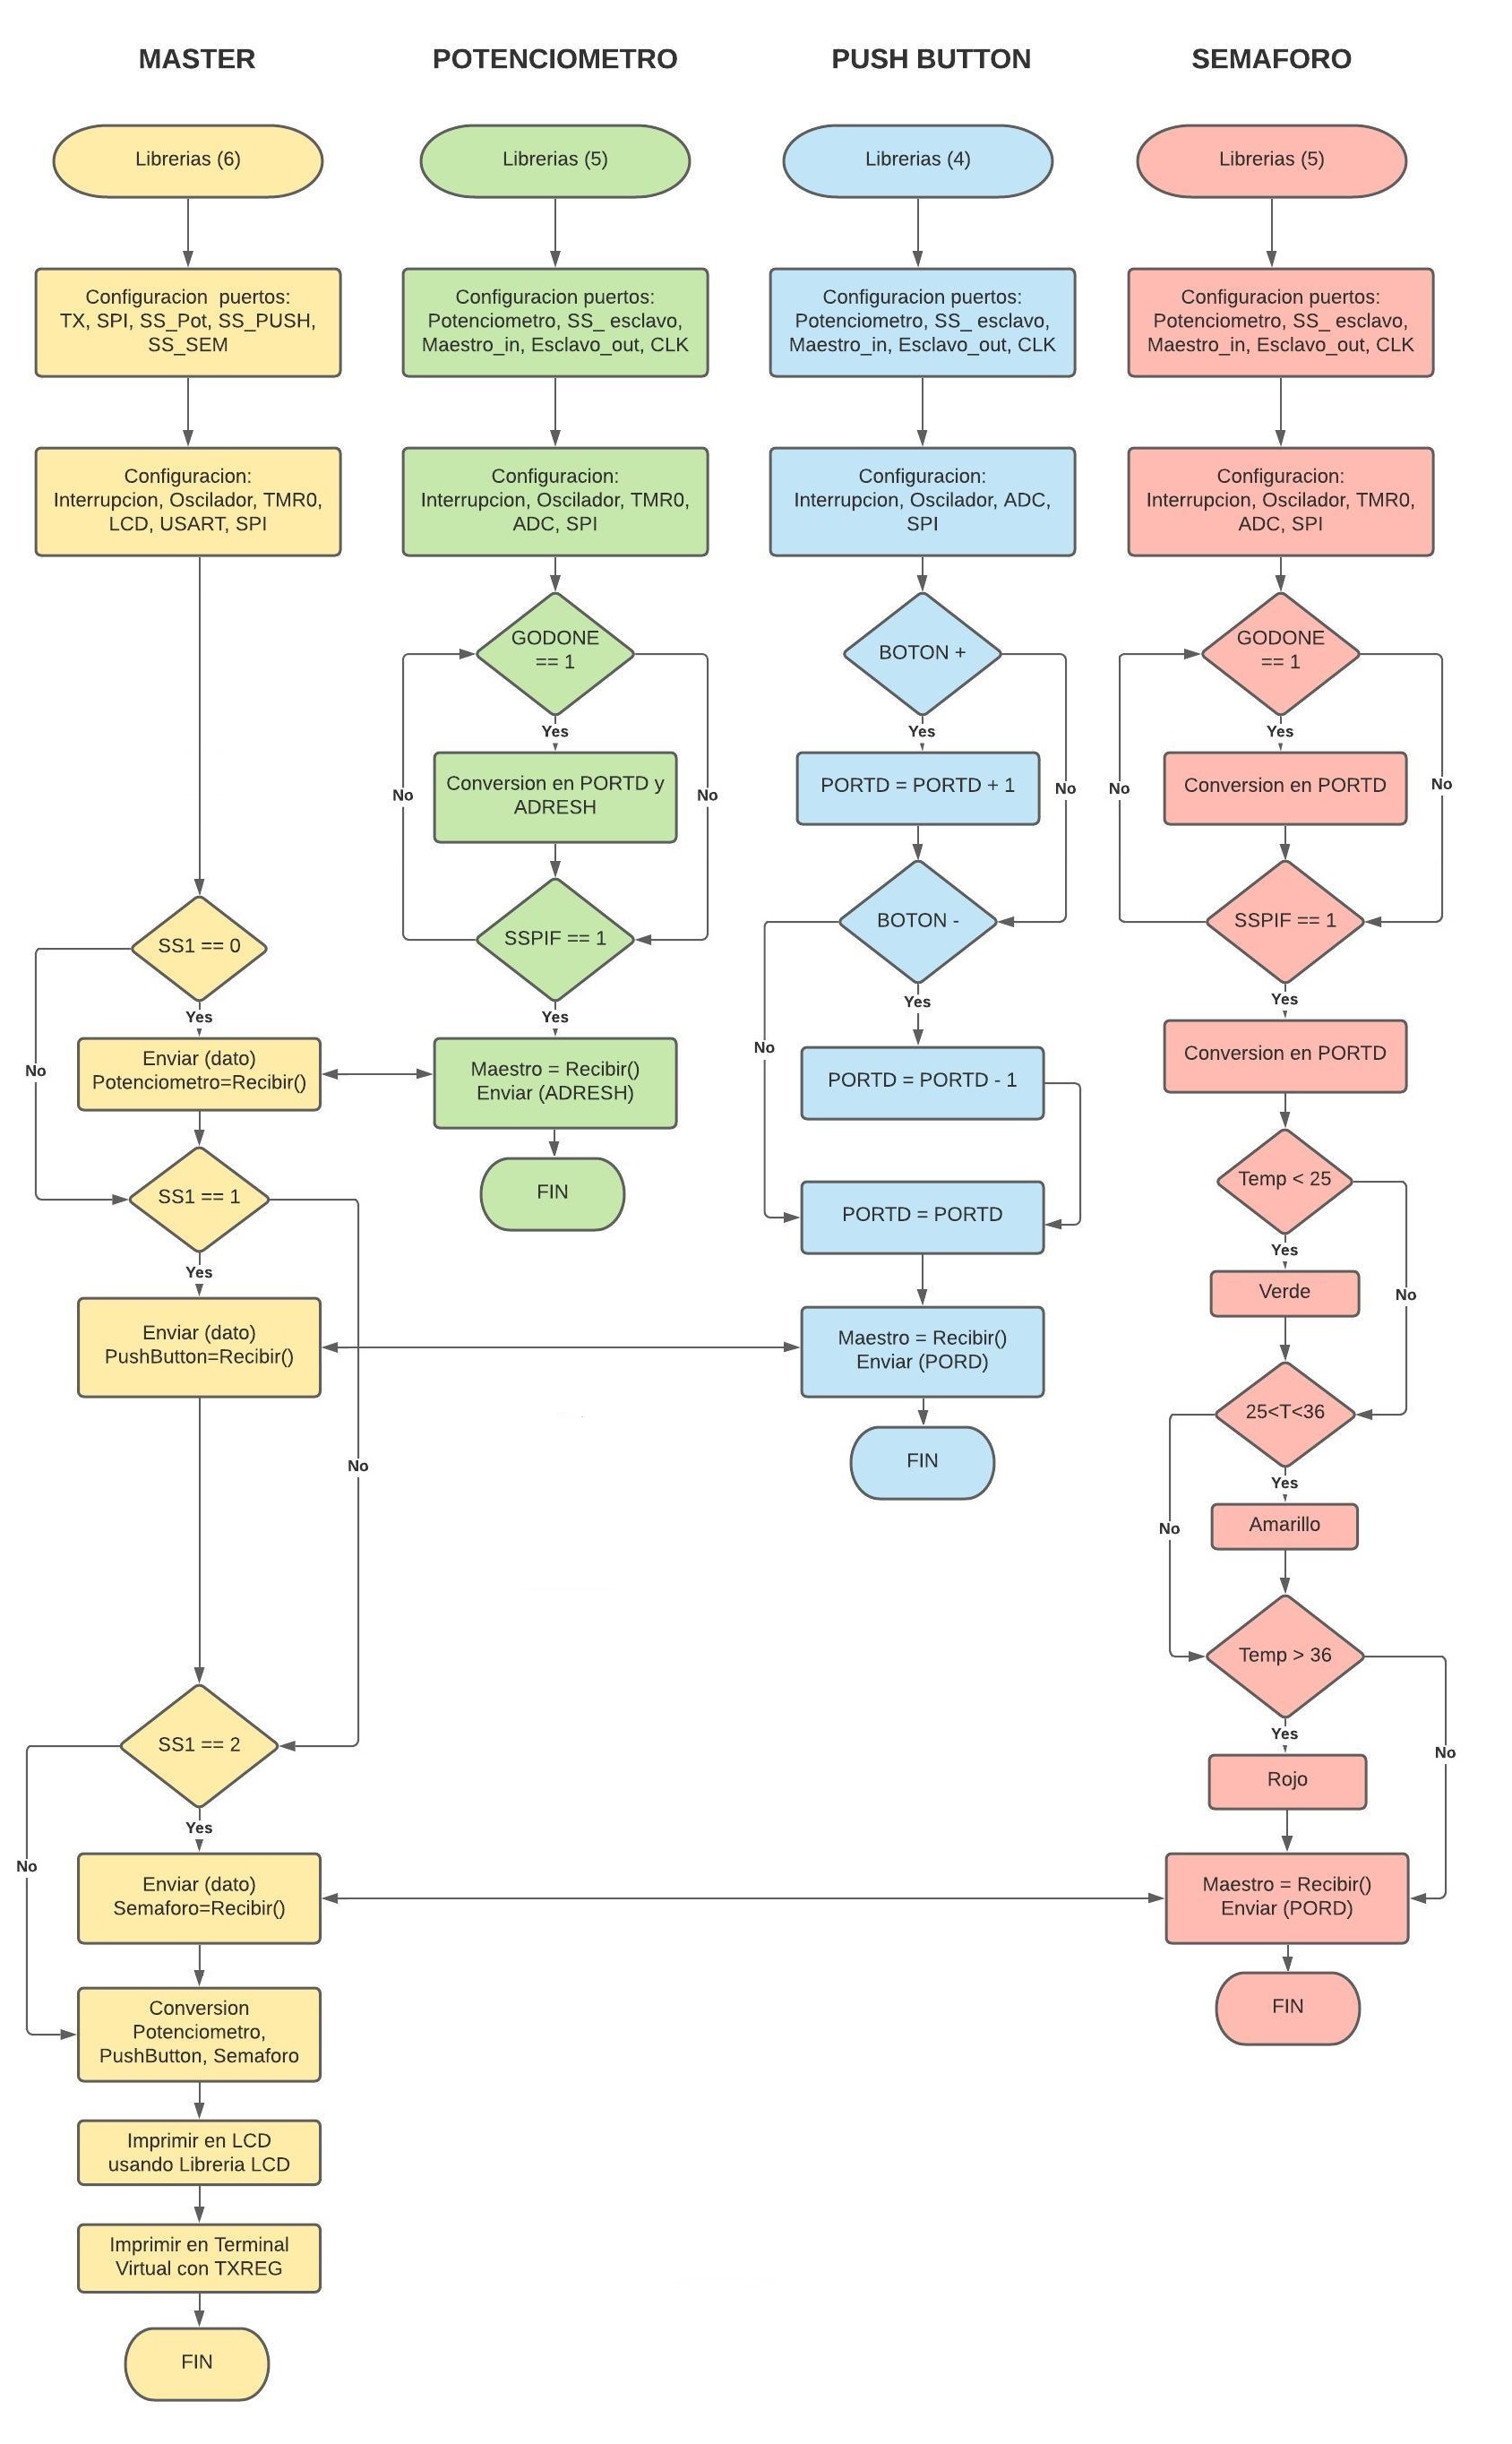 MASTER
Librerias (6)
Configuracion  puertos:
TX, SPI, SS_Pot, SS_PUSH,
SS_SEM
Configuracion:
Interrupcion, Oscilador, TMR0,
LCD, USART, SPI
SS1 == 0
No
Yes
Enviar (dato)
Potenciometro=Recibir()
SS1 == 1
Yes
No
Enviar (dato)
PushButton=Recibir()
SS1 == 2
No
Yes
Enviar (dato)
Semaforo=Recibir()
Conversion
Potenciometro,
PushButton, Semaforo
Imprimir en LCD
usando Libreria LCD
Imprimir en Terminal
Virtual con TXREG
FIN
POTENCIOMETRO
Librerias (5)
Configuracion puertos:
Potenciometro, SS_ esclavo,
Maestro_in, Esclavo_out, CLK
Configuracion:
Interrupcion, Oscilador, TMR0,
ADC, SPI
GODONE
== 1
Yes
No
No
Conversion en PORTD y
ADRESH
SSPIF == 1
Yes
Maestro = Recibir()
Enviar (ADRESH)
FIN
PUSH BUTTON
Librerias (4)
Configuracion puertos:
Potenciometro, SS_ esclavo,
Maestro_in, Esclavo_out, CLK
Configuracion:
Interrupcion, Oscilador, ADC,
SPI
BOTON +
Yes
No
PORTD = PORTD + 1
BOTON -
Yes
No
PORTD = PORTD - 1
PORTD = PORTD
Maestro = Recibir()
Enviar (PORD)
FIN
SEMAFORO
Librerias (5)
Configuracion puertos:
Potenciometro, SS_ esclavo,
Maestro_in, Esclavo_out, CLK
Configuracion:
Interrupcion, Oscilador, TMR0,
ADC, SPI
GODONE
== 1
Yes
No
No
Conversion en PORTD
SSPIF == 1
Yes
Conversion en PORTD
Temp < 25
Yes
No
Verde
25<T<36
Yes
No
Amarillo
Temp > 36
Yes
No
Rojo
Maestro = Recibir()
Enviar (PORD)
FIN